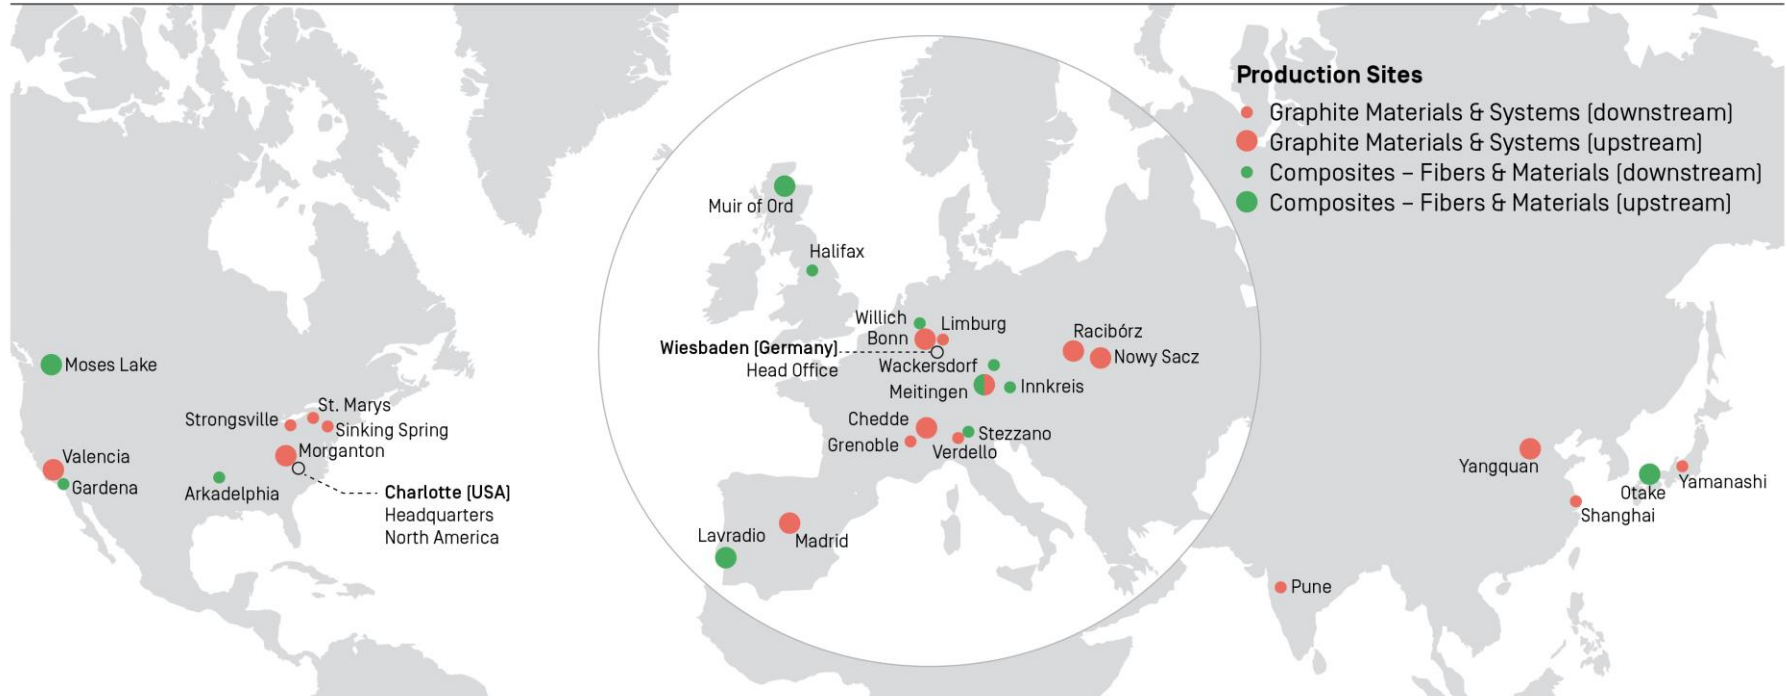 Production Sites
Graphite Materials & Systems (downstream)
Graphite Materials & Systems (upstream)
Composites – Fibers & Materials (downstream)
Composites – Fibers & Materials (upstream)
Muir of Ord
Halifax
Willich
Limburg
Bonn
Wiesbaden (Germany)
Head Office
Racibórz
Nowy Sacz
Wackersdorf
Meitingen
Innkreis
Chedde
Grenoble
Stezzano
Verdello
Lavradio
Madrid
Moses Lake
St. Marys
Strongsville
Sinking Spring
Morganton
Valencia
Gardena
Arkadelphia
Charlotte (USA)
Headquarters
North America
Yangquan
Otake
Yamanashi
Shanghai
Pune